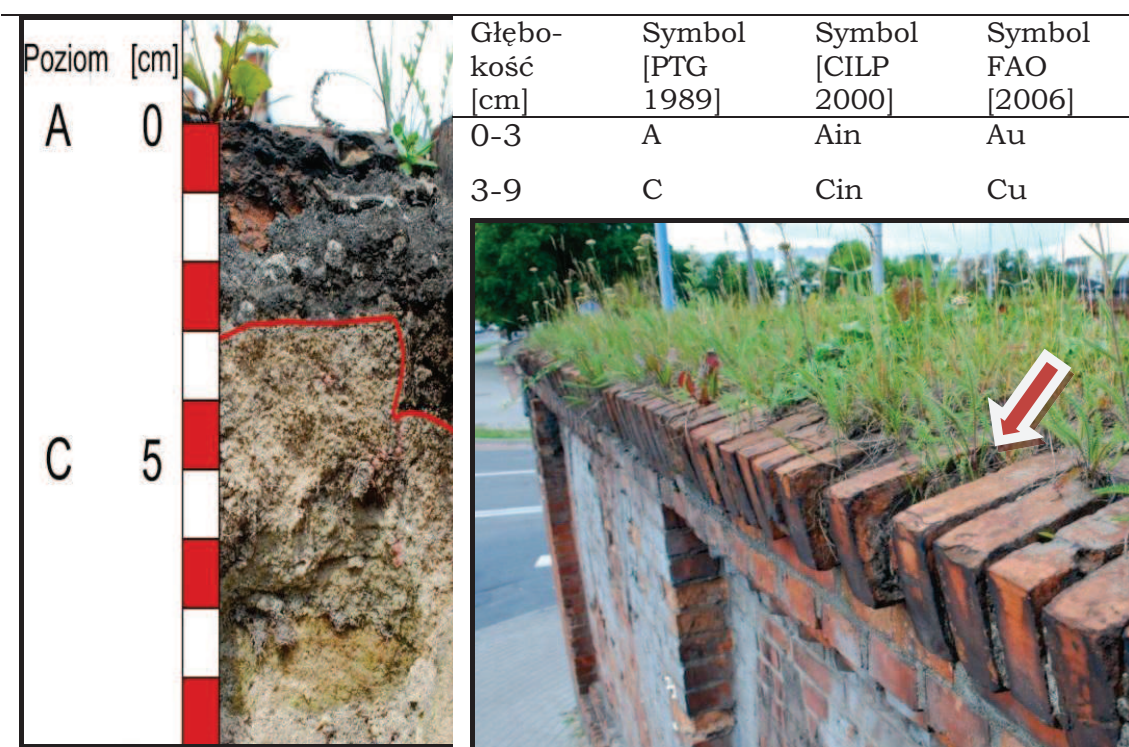 Poziom [cm]
A 0
C 5
Głębo- Symbol Symbol Symbol
kość [PTG [CILP FAO
[cm] 1989] 2000] [2006]
0-3 A Ain Au
3-9 C Cin Cu